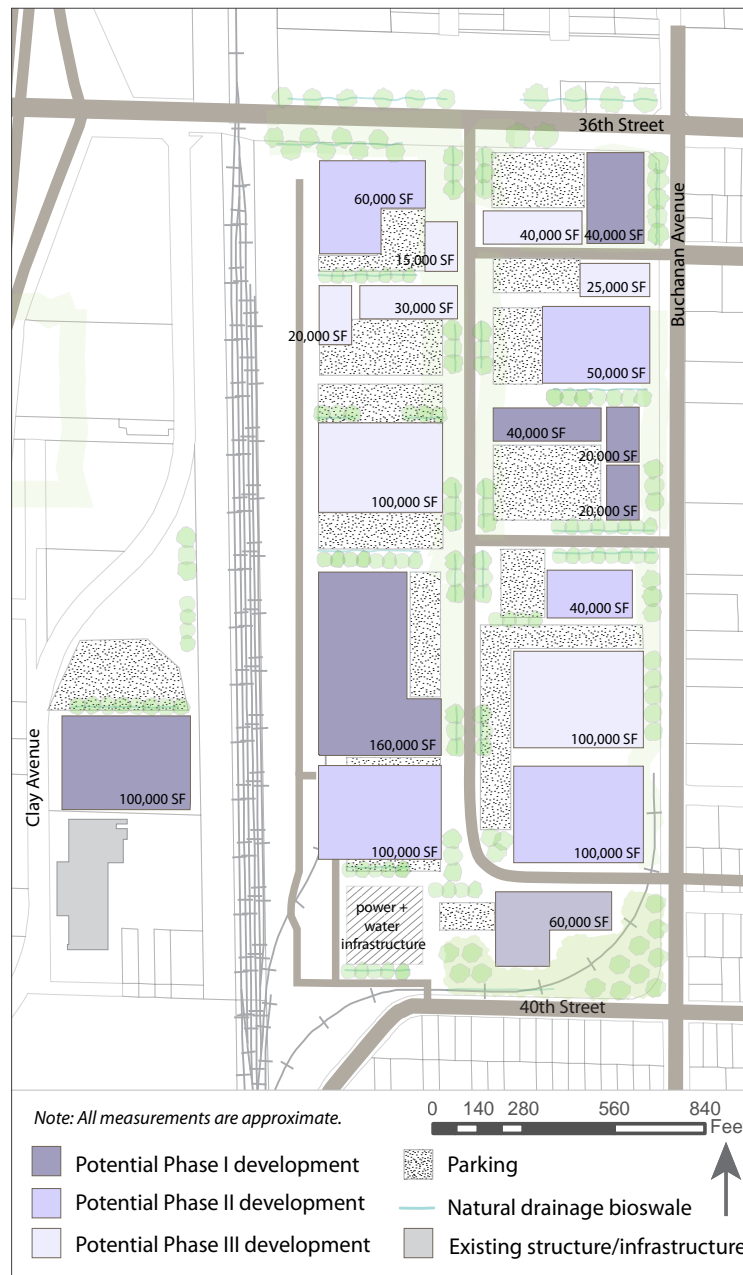 36th Street
Buchanan Avenue
60,000 SF
15,000 SF
40,000 SF
40,000 SF
25,000 SF
30,000 SF
20,000 SF
50,000 SF
40,000 SF
20,000 SF
20,000 SF
100,000 SF
40,000 SF
160,000 SF
100,000 SF
100,000 SF
Clay Avenue
100,000 SF
100,000 SF
power +
water
infrastructure
60,000 SF
40th Street
Note: All measurements are approximate.
0 140 280 560 840
Feet
Potential Phase I development
Potential Phase II development
Potential Phase III development
Parking
Natural drainage bioswale
Existing structure/infrastructure